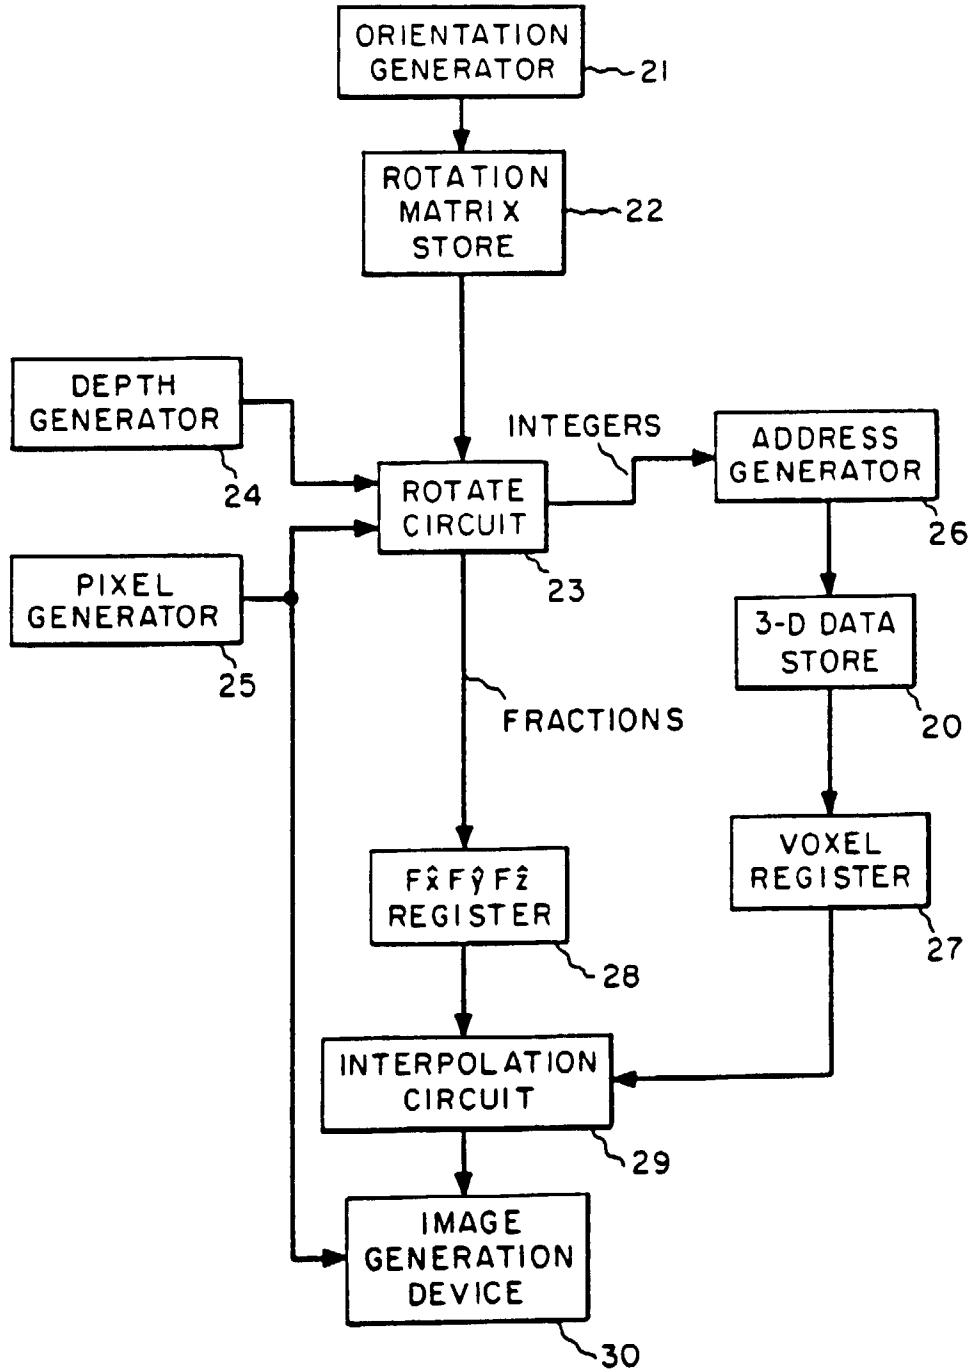 ORIENTATION
GENERATOR
21
ROTATION
MATRIX
STORE
22
DEPTH
GENERATOR
24
INTEGERS
ADDRESS
GENERATOR
26
ROTATE
CIRCUIT
23
PIXEL
GENERATOR
25
3-D DATA
STORE
20
FRACTIONS
VOXEL
REGISTER
27
Fx̂ Fŷ Fẑ
REGISTER
28
INTERPOLATION
CIRCUIT
29
IMAGE
GENERATION
DEVICE
30